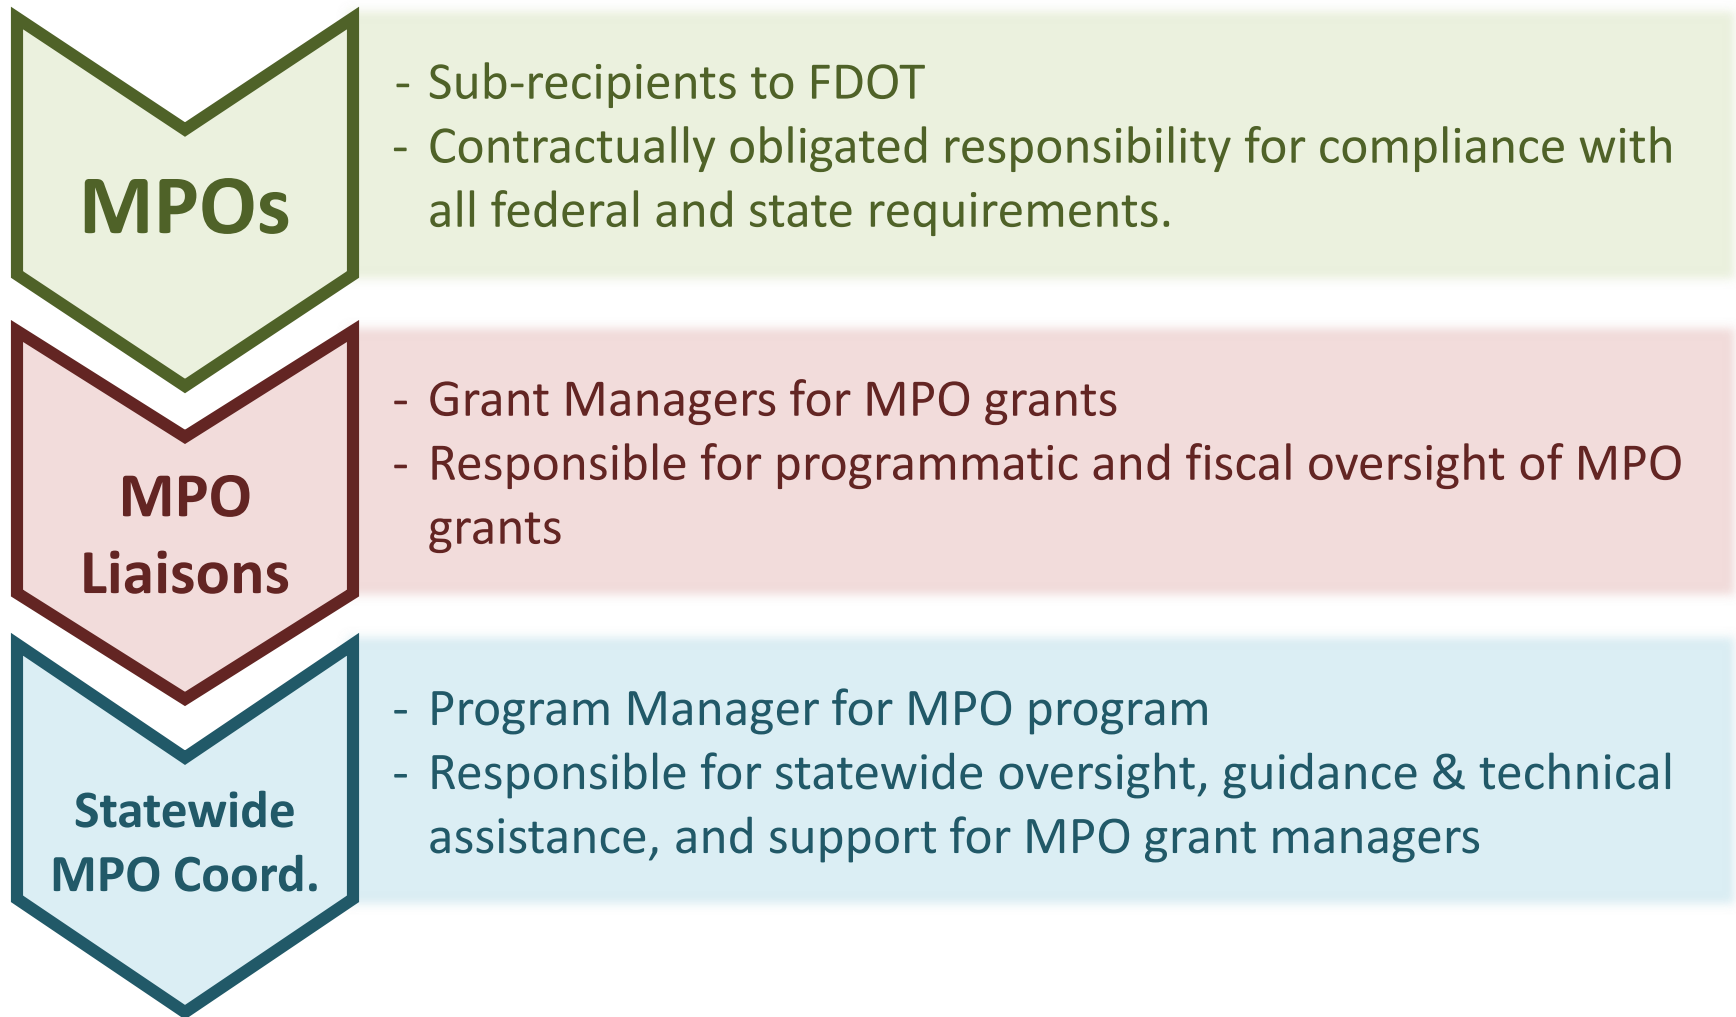 MPOs
- Sub-recipients to FDOT
- Contractually obligated responsibility for compliance with
all federal and state requirements.
MPO
Liaisons
- Grant Managers for MPO grants
- Responsible for programmatic and fiscal oversight of MPO
grants
Statewide
MPO Coord.
- Program Manager for MPO program
- Responsible for statewide oversight, guidance & technical
assistance, and support for MPO grant managers